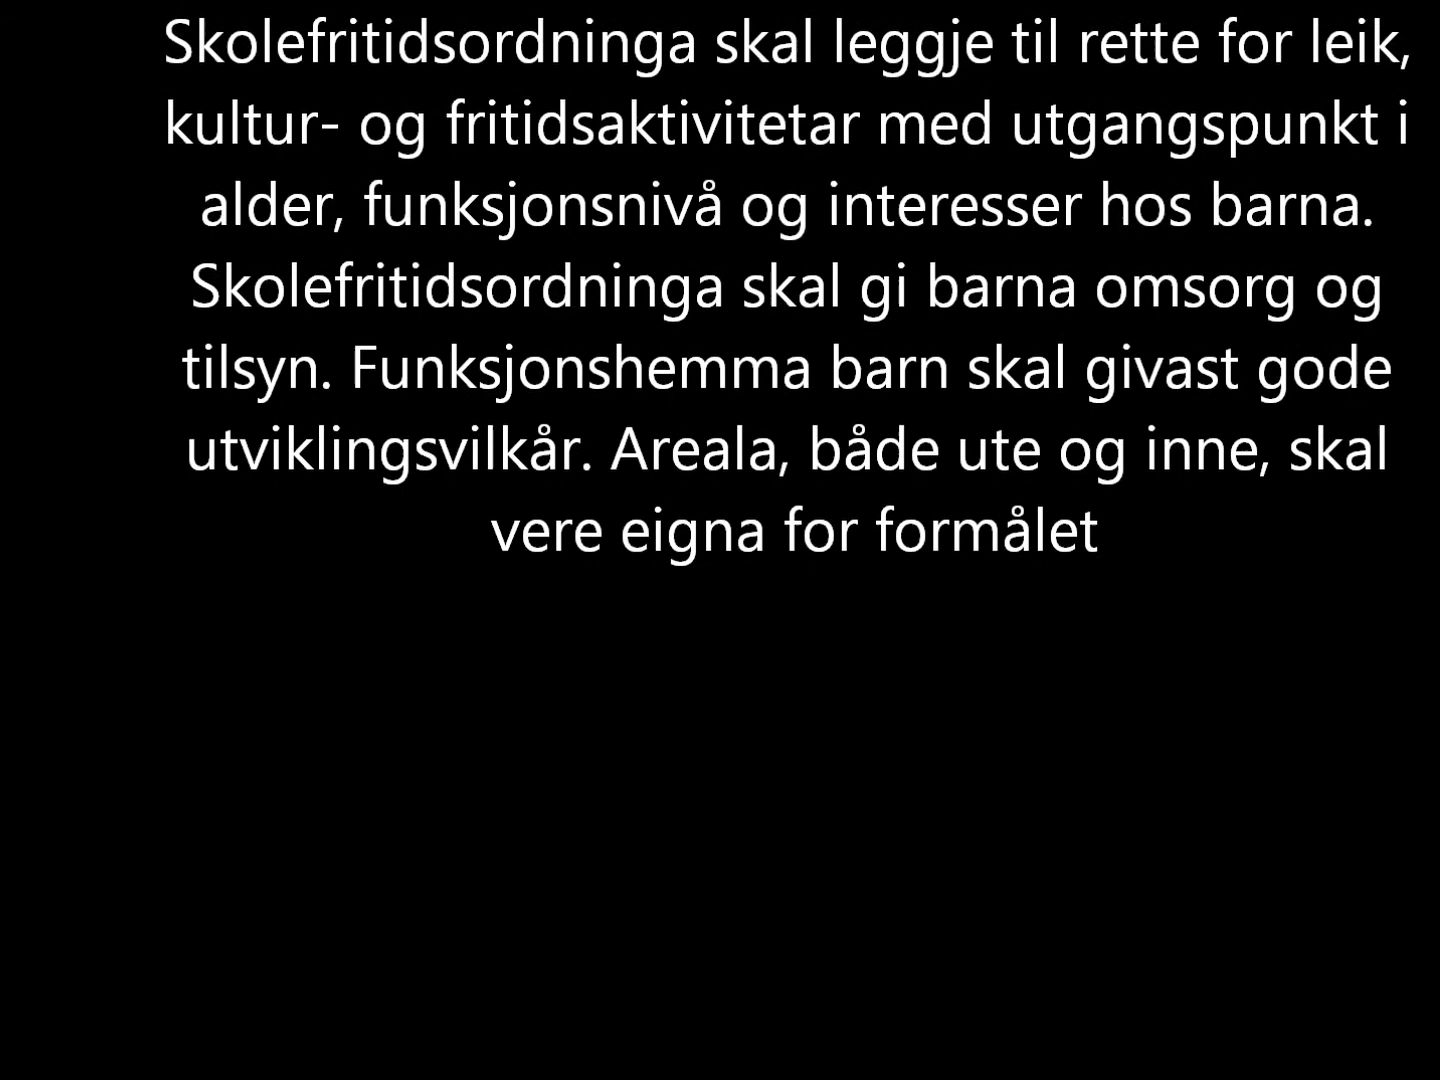 Skolefritidsordninga skal leggje til rette for leik,
kultur- og fritidsaktivitetar med utgangspunkt i
alder, funksjonsnivå og interesser hos barna.
Skolefritidsordninga skal gi barna omsorg og
tilsyn. Funksjonshemma barn skal givast gode
utviklingsvilkår. Areala, både ute og inne, skal
vere eigna for formålet